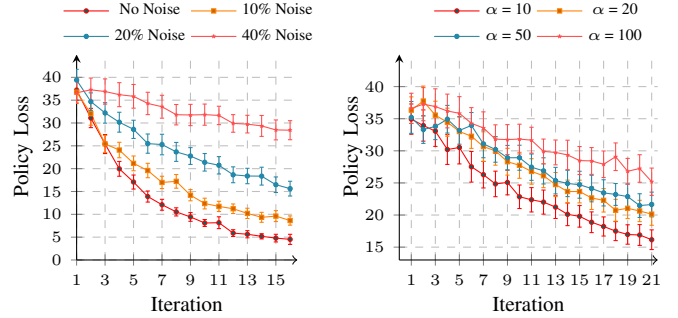 No Noise 10% Noise
20% Noise 40% Noise
40
35
30
25
20
15
10
5
0
1 3 5 7 9 11 13 15
Policy Loss
Iteration
α = 10 α = 20
α = 50 α = 100
40
35
30
25
20
15
1 3 5 7 9 11 13 15 17 19 21
Policy Loss
Iteration